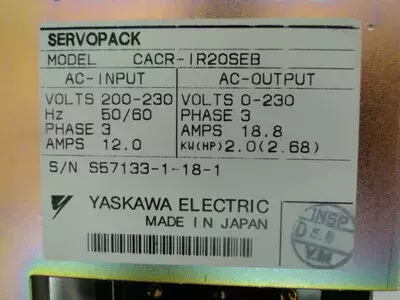 SERVOPACK
MODEL CACR-IR20SEB
AC-INPUT AC-OUTPUT
VOLTS 200-230 VOLTS 0-230
Hz 50/60 PHASE 3
PHASE 3 AMPS 18.8
AMPS 12.0 KW(HP) 2.0(2.68)
S/N S57133-1-18-1
YASKAWA ELECTRIC
MADE IN JAPAN
INSP
D 5.8
Y.M